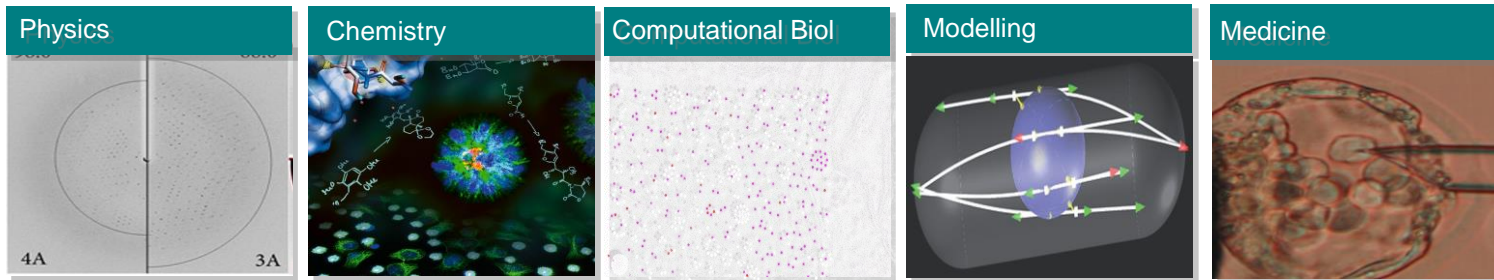 Physics
Chemistry
Computational Biol
Modelling
Medicine
4A
3A